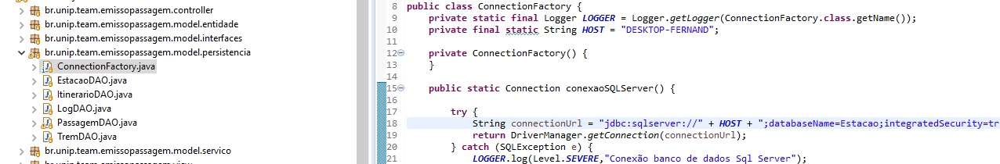 br.unip.team.emissopassagem.controller
br.unip.team.emissopassagem.model.entidade
br.unip.team.emissopassagem.model.interfaces
br.unip.team.emissopassagem.model.persistencia
ConnectionFactory.java
EstacaoDAO.java
ItinerarioDAO.java
LogDAO.java
PassagemDAO.java
TremDAO.java
br.unip.team.emissopassagem.model.servico
br.unip.team.emissopassagem.view
8 public class ConnectionFactory {
9 private static final Logger LOGGER = Logger.getLogger(ConnectionFactory.class.getName());
10 private final static String HOST = "DESKTOP-FERNAND";
11
12 private ConnectionFactory() {
13 }
14
15 public static Connection conexaoSQLServer() {
16
17 try {
18 String connectionUrl = "jdbc:sqlserver://" + HOST + ";databaseName=Estacao;integratedSecurity=tr
19 return DriverManager.getConnection(connectionUrl);
20 } catch (SQLException e) {
21 LOGGER.log(Level.SEVERE,"Conexão banco de dados Sql Server");